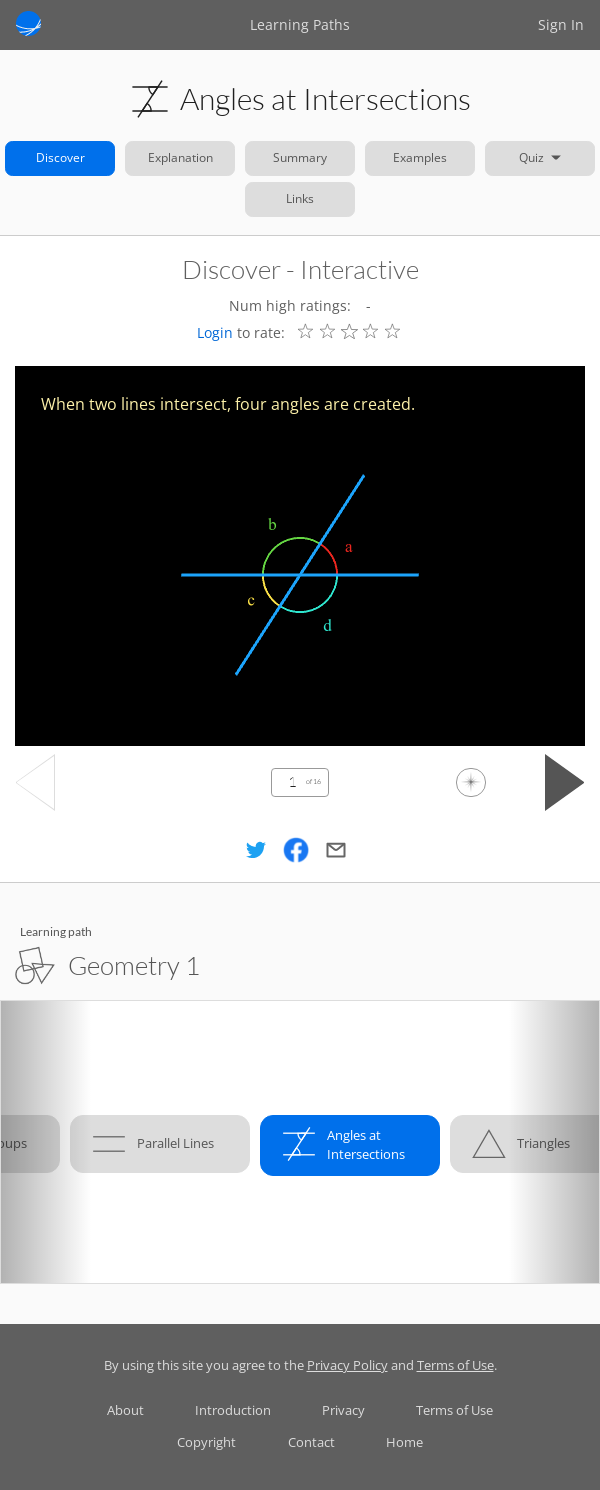 Learning Paths
Sign In
Angles at Intersections
Discover
Explanation
Summary
Examples
Quiz
Links
Discover - Interactive
Num high ratings: -
Login to rate:
When two lines intersect, four angles are created.
b
a
c
d
1 of 16
Learning path
Geometry 1
oups
Parallel Lines
Angles at
Intersections
Triangles
By using this site you agree to the Privacy Policy and Terms of Use.
About
Introduction
Privacy
Terms of Use
Copyright
Contact
Home